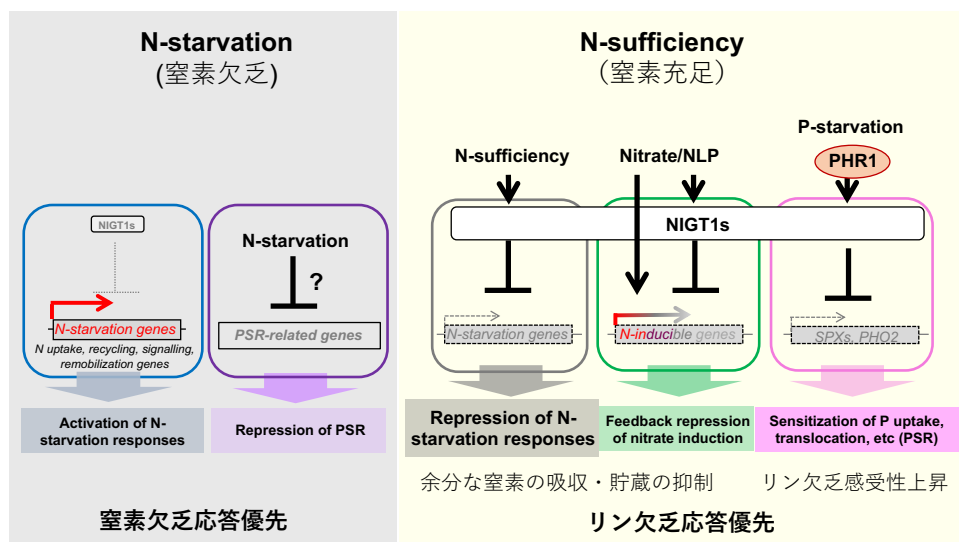 N-starvation
(窒素欠乏)
NIGT1s
N-starvation genes
N uptake, recycling, signalling,
remobilization genes
Activation of N-
starvation responses
N-starvation
?
PSR-related genes
Repression of PSR
窒素欠乏応答優先
N-sufficiency
（窒素充足）
N-sufficiency
Nitrate/NLP
P-starvation
PHR1
NIGT1s
N-starvation genes
N-inducible genes
SPXs, PHO2
Repression of N-
starvation responses
Feedback repression
of nitrate induction
Sensitization of P uptake,
translocation, etc (PSR)
余分な窒素の吸収・貯蔵の抑制
リン欠乏感受性上昇
リン欠乏応答優先